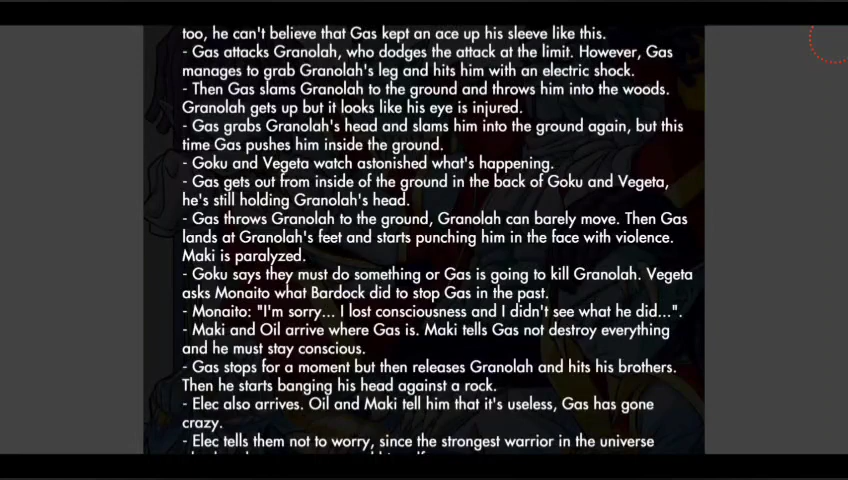 too, he can't believe that Gas kept an ace up his sleeve like this.
- Gas attacks Granolah, who dodges the attack at the limit. However, Gas
manages to grab Granolah's leg and hits him with an electric shock.
- Then Gas slams Granolah to the ground and throws him into the woods.
Granolah gets up but it looks like his eye is injured.
- Gas grabs Granolah's head and slams him into the ground again, but this
time Gas pushes him inside the ground.
- Goku and Vegeta watch astonished what's happening.
- Gas gets out from inside of the ground in the back of Goku and Vegeta,
he's still holding Granolah's head.
- Gas throws Granolah to the ground, Granolah can barely move. Then Gas
lands at Granolah's feet and starts punching him in the face with violence.
Maki is paralyzed.
- Goku says they must do something or Gas is going to kill Granolah. Vegeta
asks Monaito what Bardock did to stop Gas in the past.
- Monaito: "I'm sorry... I lost consciousness and I didn't see what he did...".
- Maki and Oil arrive where Gas is. Maki tells Gas not destroy everything
and he must stay conscious.
- Gas stops for a moment but then releases Granolah and hits his brothers.
Then he starts banging his head against a rock.
- Elec also arrives. Oil and Maki tell him that it's useless, Gas has gone
crazy.
- Elec tells them not to worry, since the strongest warrior in the universe